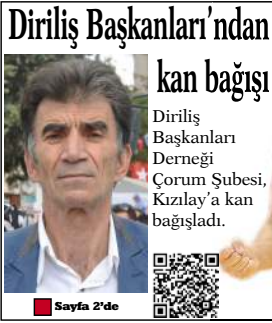 Diriliş Başkanları’ndan
kan bağışı
Diriliş
Başkanları
Derneği
Çorum Şubesi,
Kızılay’a kan
bağışladı.
Sayfa 2’de